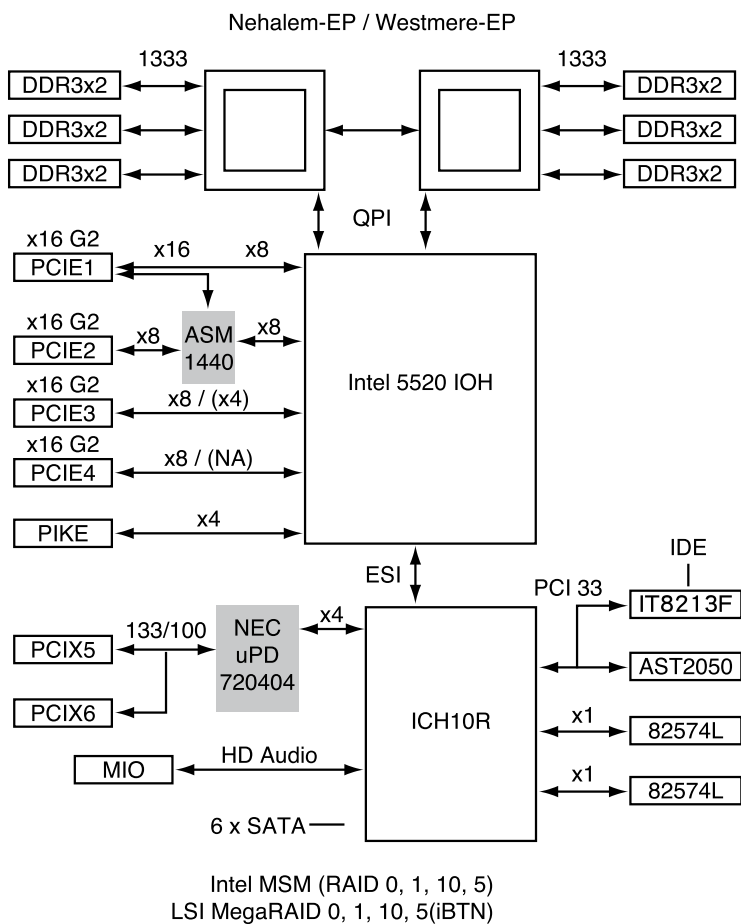 Nehalem-EP / Westmere-EP
1333
1333
DDR3x2
DDR3x2
DDR3x2
DDR3x2
DDR3x2
DDR3x2
QPI
x16 G2
x16
x8
PCIE1
x16 G2
PCIE2
x8
ASM
1440
x8
Intel 5520 IOH
x16 G2
PCIE3
x8 / (x4)
x16 G2
PCIE4
x8 / (NA)
PIKE
x4
ESI
IDE
PCI 33
IT8213F
PCIX5
133/100
NEC
uPD
720404
x4
AST2050
PCIX6
ICH10R
x1
82574L
MIO
HD Audio
x1
82574L
6 x SATA
Intel MSM (RAID 0, 1, 10, 5)
LSI MegaRAID 0, 1, 10, 5(iBTN)